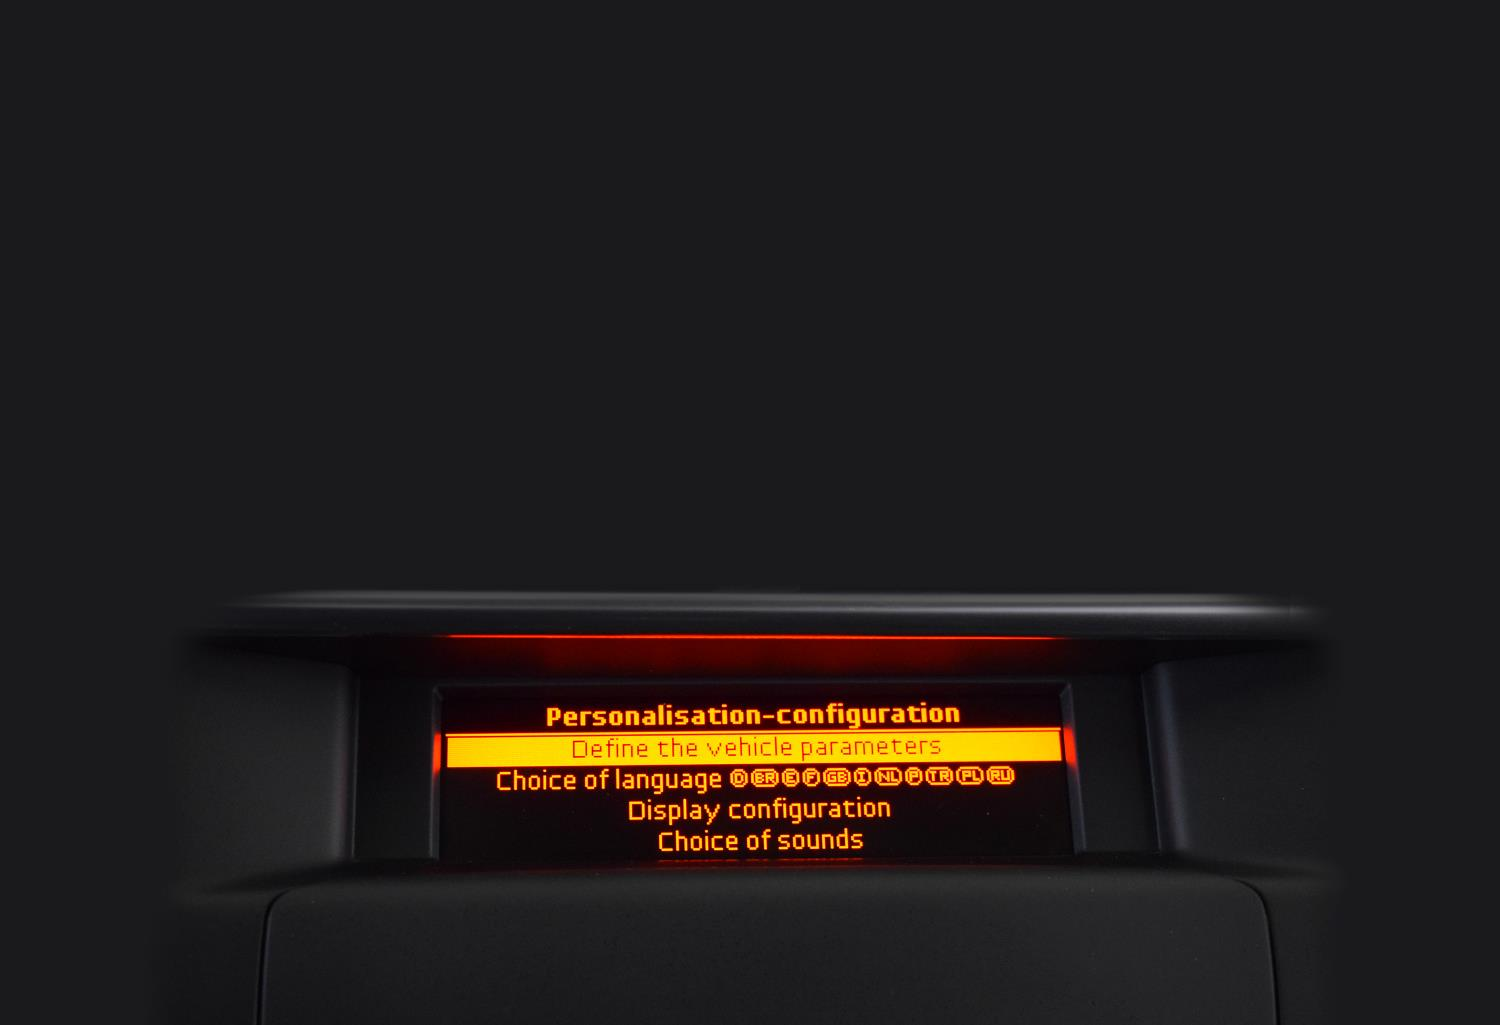 Personalisation-configuration
Define the vehicle parameters
Choice of language D BR E F GB I NL P TR PL RU
Display configuration
Choice of sounds